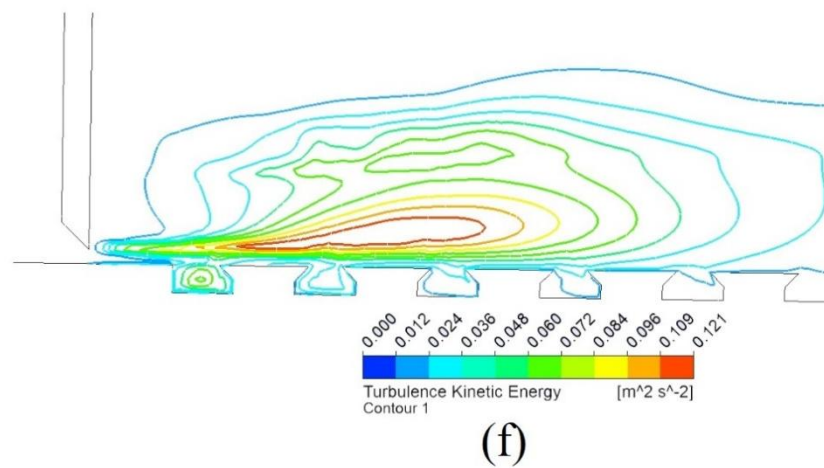 0.000 0.012 0.024 0.036 0.048 0.060 0.072 0.084 0.096 0.109 0.121
Turbulence Kinetic Energy [m^2 s^-2]
Contour 1
(f)